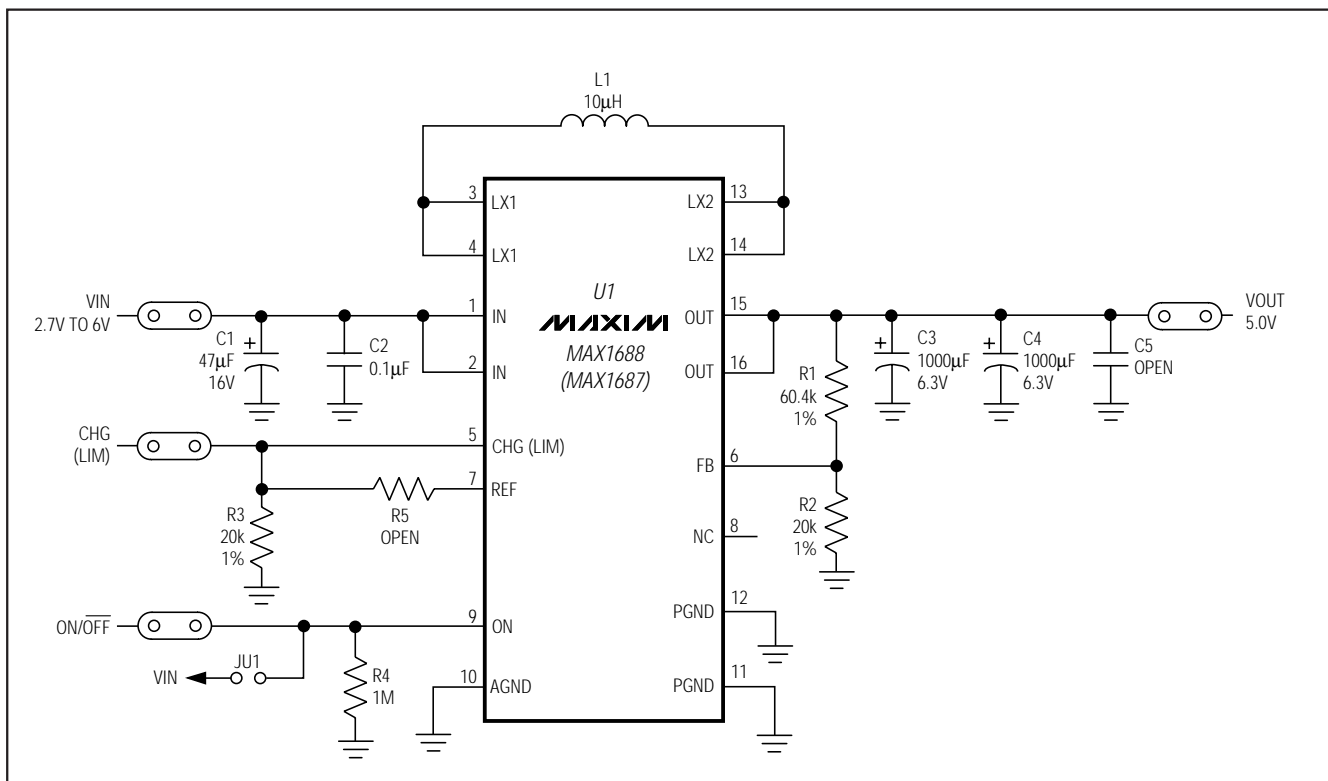 L1
10µH
3
LX1
4
LX1
13
LX2
14
LX2
VIN
2.7V TO 6V
C1
+
47µF
16V
C2
0.1µF
1
IN
2
IN
U1
MAXIM
MAX1688
(MAX1687)
15
OUT
16
OUT
R1
60.4k
1%
+
C3
1000µF
6.3V
+
C4
1000µF
6.3V
C5
OPEN
VOUT
5.0V
CHG
(LIM)
5
CHG (LIM)
7
REF
R3
20k
1%
R5
OPEN
6
FB
R2
20k
1%
8
NC
ON/OFF
9
ON
VIN
JU1
R4
1M
10
AGND
12
PGND
11
PGND